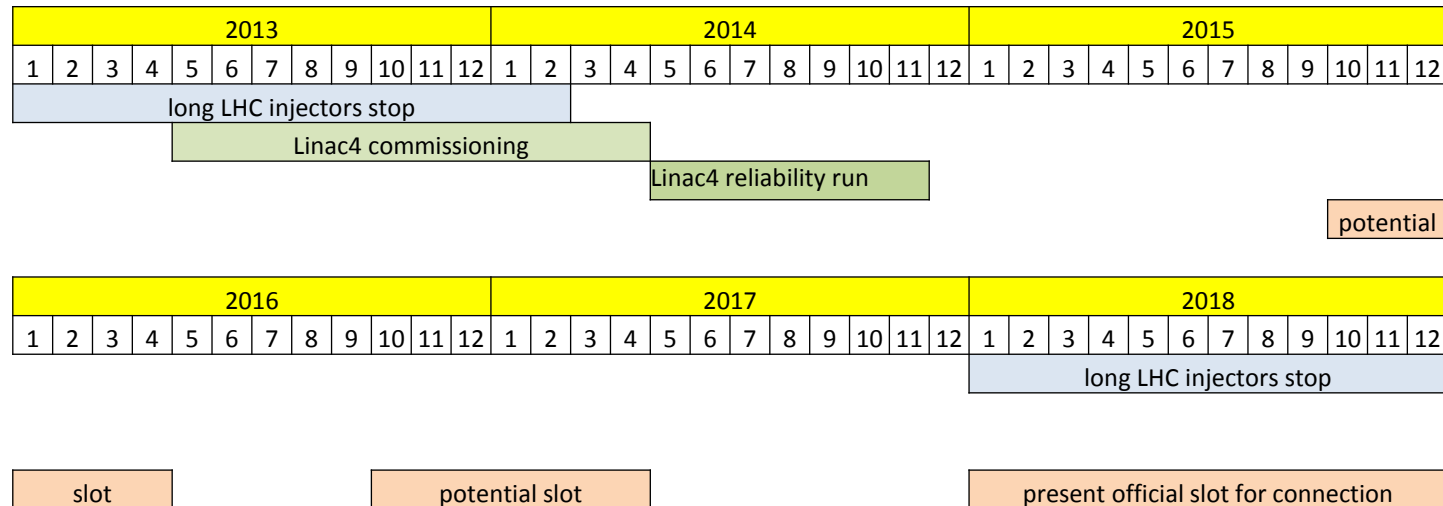 2013 2014 2015
1 2 3 4 5 6 7 8 9 10 11 12 1 2 3 4 5 6 7 8 9 10 11 12 1 2 3 4 5 6 7 8 9 10 11 12
long LHC injectors stop
Linac4 commissioning
Linac4 reliability run
potential
2016 2017 2018
1 2 3 4 5 6 7 8 9 10 11 12 1 2 3 4 5 6 7 8 9 10 11 12 1 2 3 4 5 6 7 8 9 10 11 12
long LHC injectors stop
slot potential slot present official slot for connection